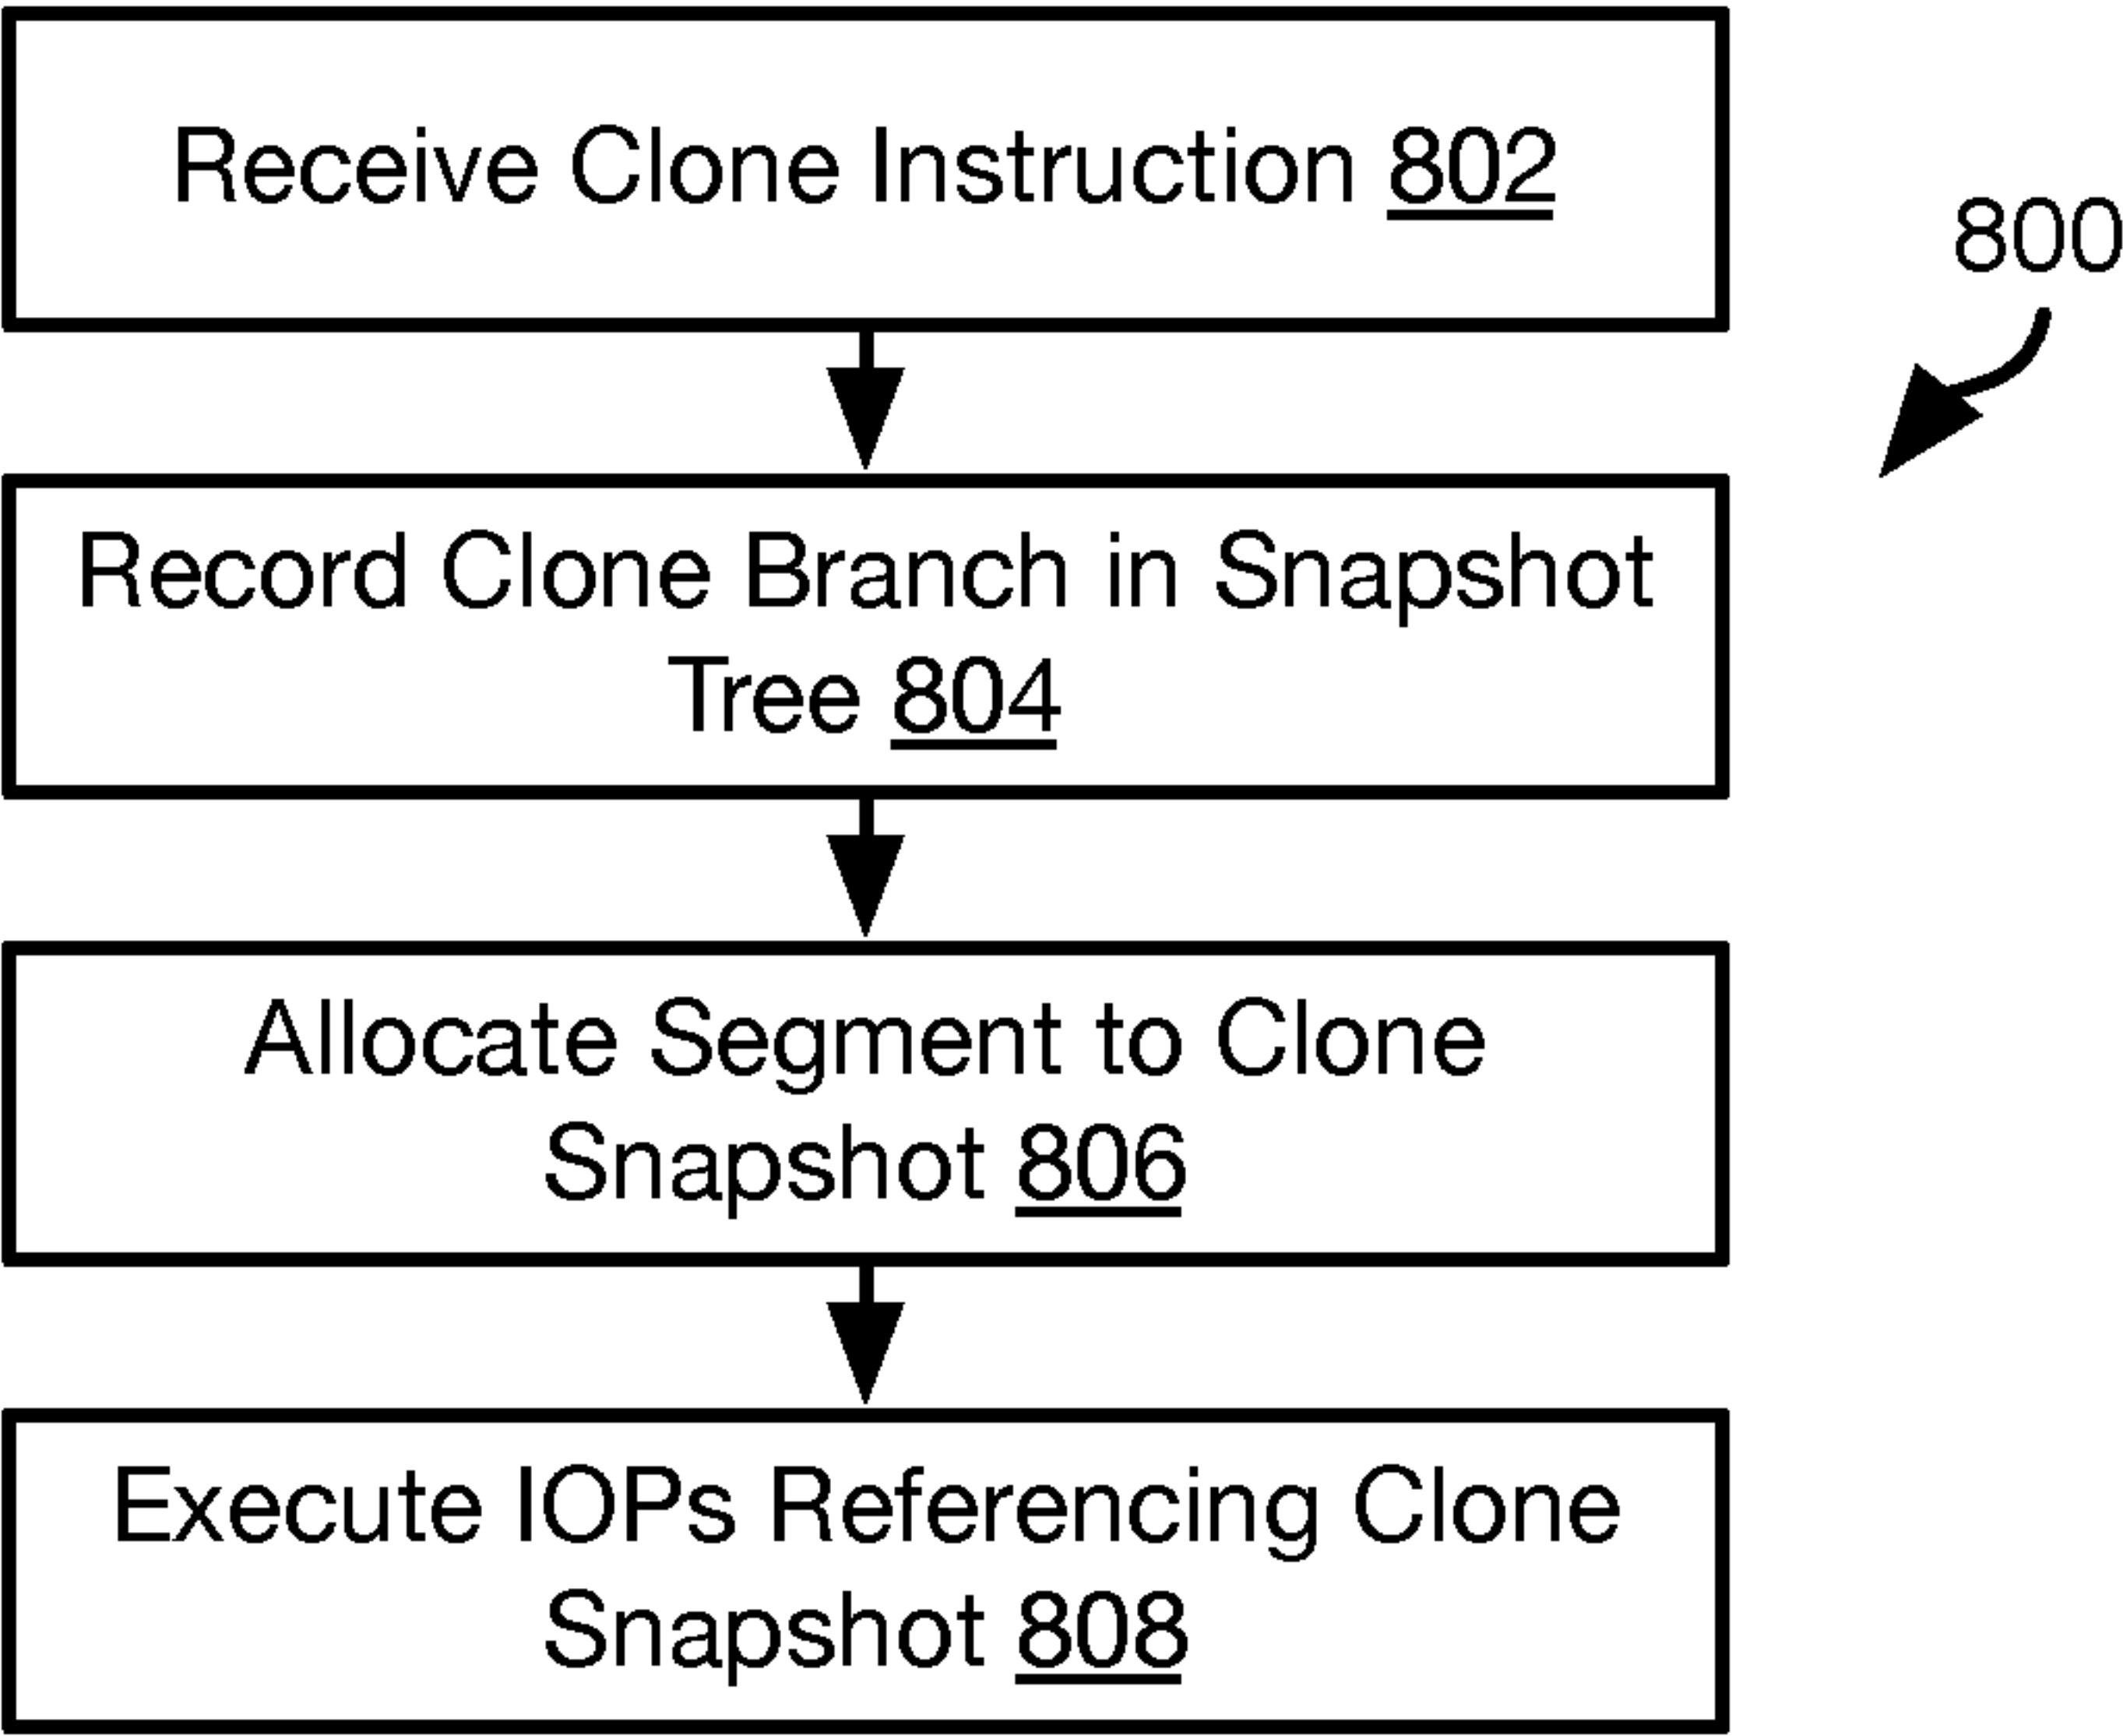 Receive Clone Instruction 802
800
Record Clone Branch in Snapshot
Tree 804
Allocate Segment to Clone
Snapshot 806
Execute IOPs Referencing Clone
Snapshot 808